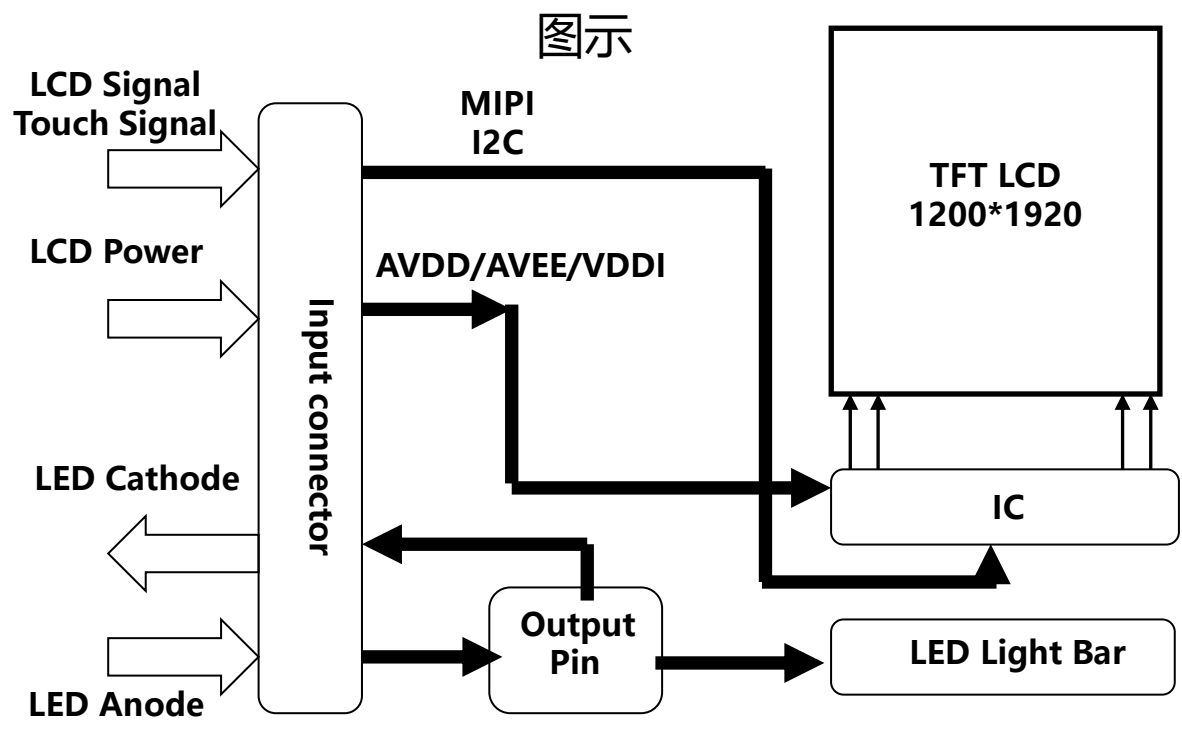 图示
LCD Signal
Touch Signal
MIPI
I2C
TFT LCD
1200*1920
LCD Power
AVDD/AVEE/VDDI
Input connector
LED Cathode
IC
Output
Pin
LED Light Bar
LED Anode